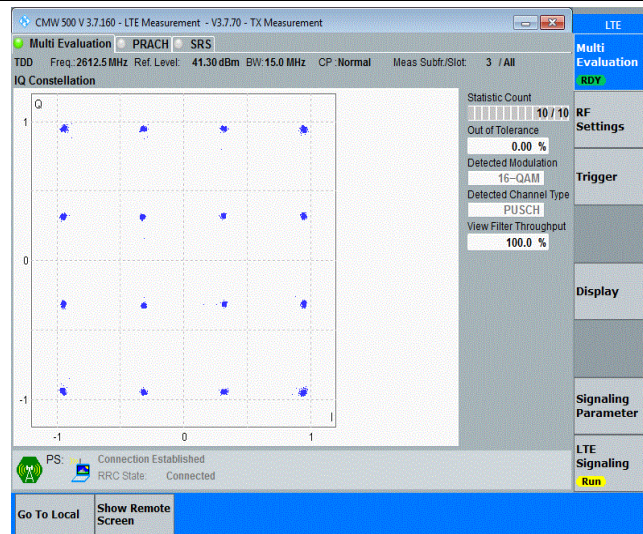 CMW 500 V 3.7.160 - LTE Measurement - V3.7.70 - TX Measurement
LTE
Multi Evaluation PRACH SRS
TDD Freq.:2612.5 MHz Ref. Level: 41.30 dBm BW:15.0 MHz CP :Normal Meas Subfr./Slot: 3 / All
IQ Constellation
Q
1
0
-1
I
-1 0 1
Statistic Count
10 / 10
Out of Tolerance
0.00 %
Detected Modulation
16-QAM
Detected Channel Type
PUSCH
View Filter Throughput
100.0 %
PS: Connection Established
RRC State: Connected
Multi
Evaluation
RDY
RF
Settings
Trigger
Display
Signaling
Parameter
LTE
Signaling
Run
Go To Local
Show Remote
Screen